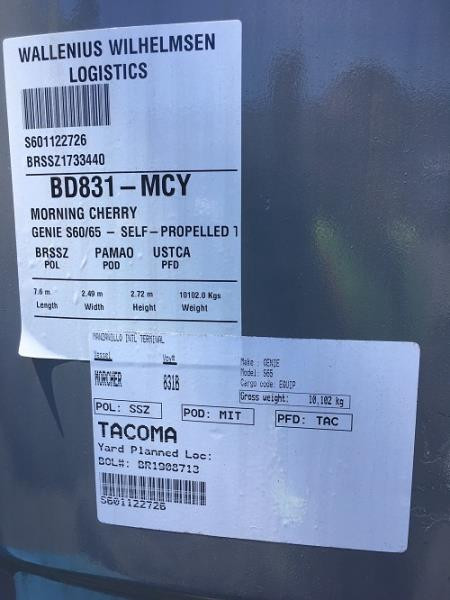 WALLENIUS WILHELMSEN
LOGISTICS
S601122726
BRSSZ1733440
BD831-MCY
MORNING CHERRY
GENIE S60/65 - SELF-PROPELLED T
BRSSZ PAMAO USTCA
POL POD PFD
7.6 m 2.49 m 2.72 m 10102.0 Kgs
Length Width Height Weight
MANZANILLO INTL TERMINAL
Vessel Voy#
MORCHER 831B
Make: GENIE
Model: S65
Cargo code: EQUIP
Gross weight: 10,102 kg
POL: SSZ POD: MIT PFD: TAC
TACOMA
Yard Planned Loc:
BOL#: BR1908713
S601122726